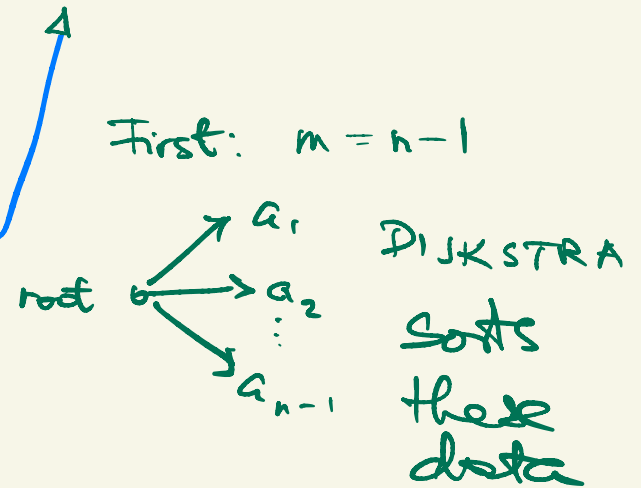 First: m = n-1
a₁
DIJKSTRA
root
a₂
⋮
sorts
aₙ₋₁
these
data